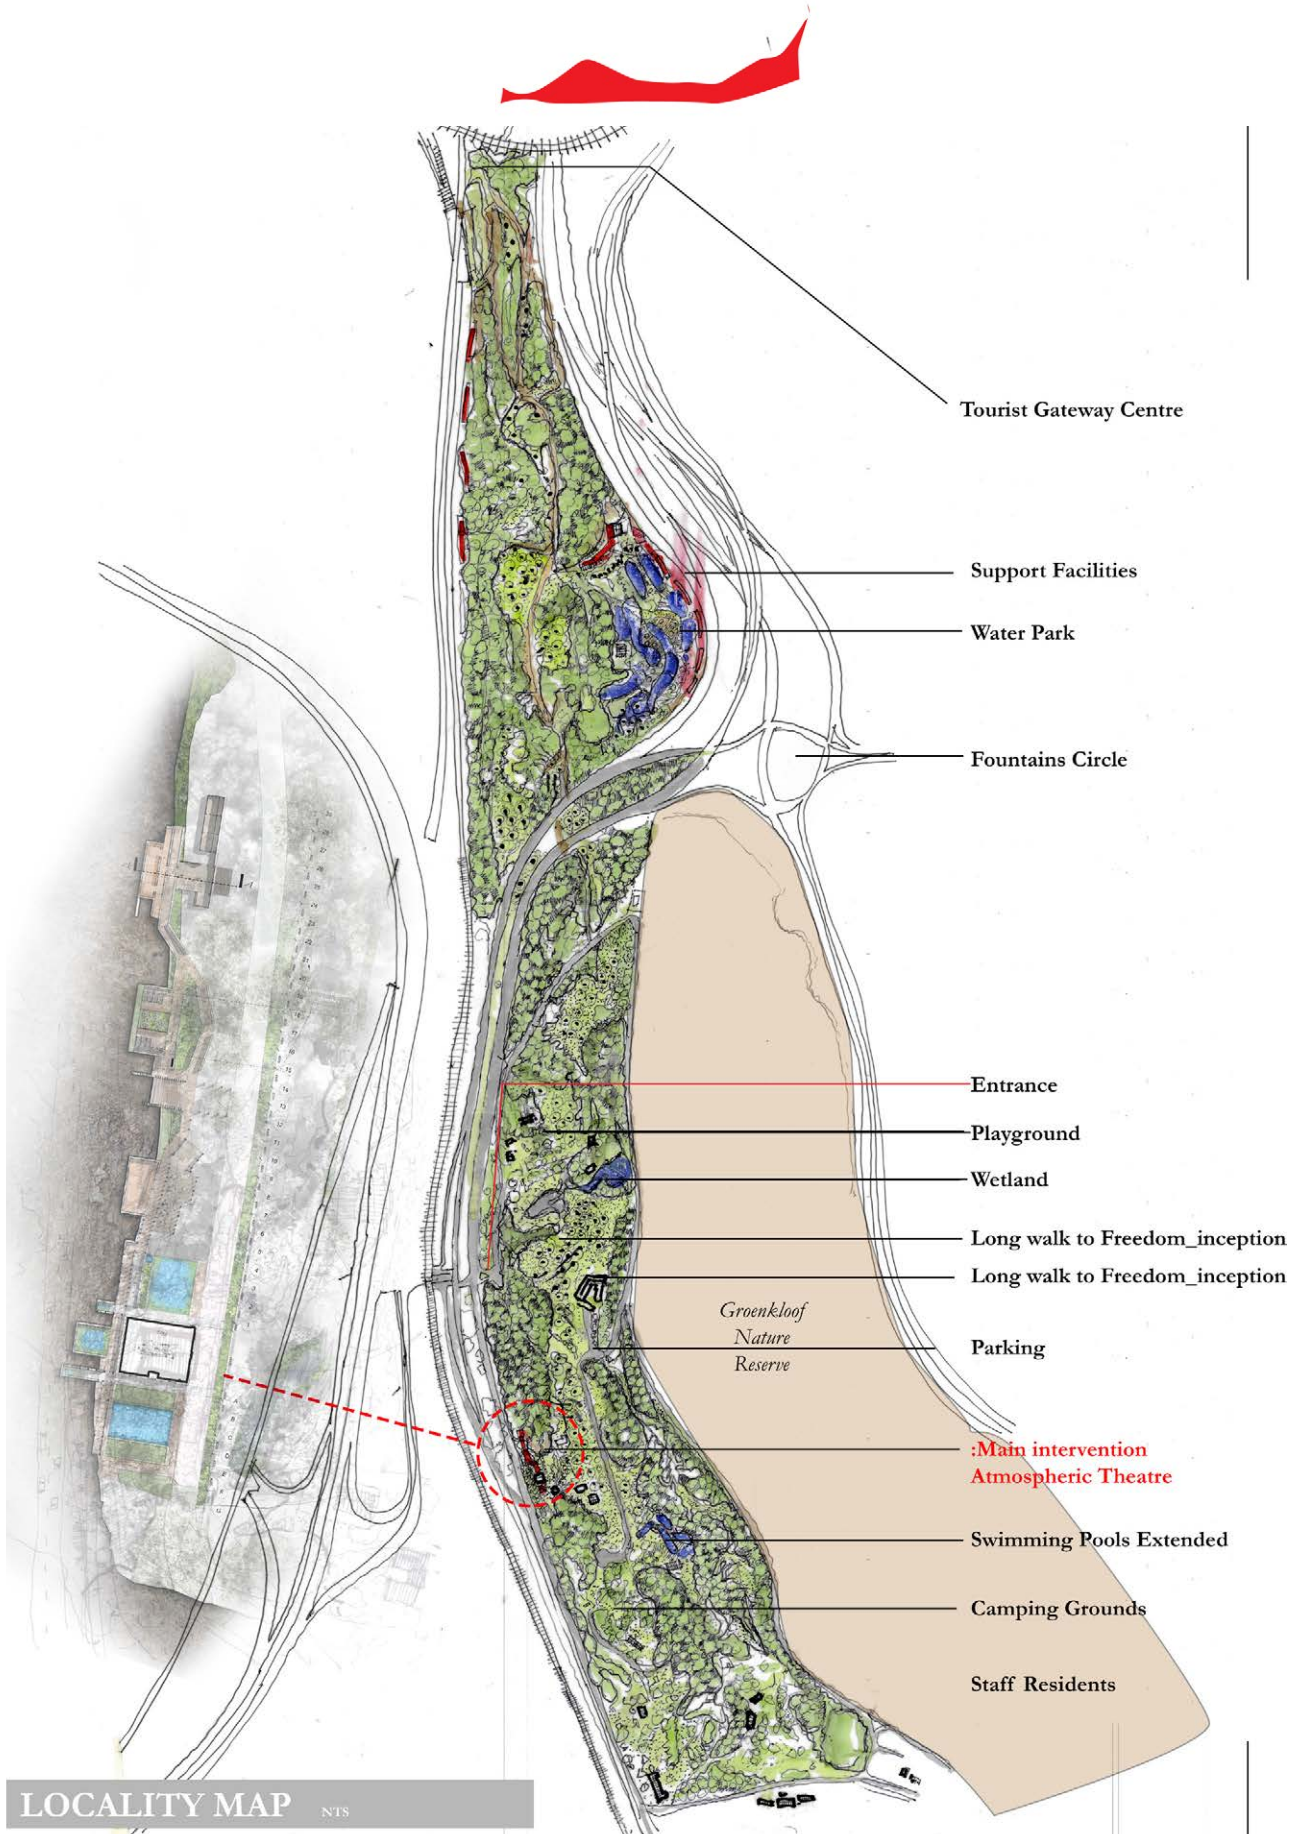 Tourist Gateway Centre
Support Facilities
Water Park
Fountains Circle
Entrance
Playground
Wetland
Long walk to Freedom_inception
Long walk to Freedom_inception
Groenkloof
Nature
Reserve
Parking
:Main intervention
Atmospheric Theatre
Swimming Pools Extended
Camping Grounds
Staff Residents
LOCALITY MAP NTS